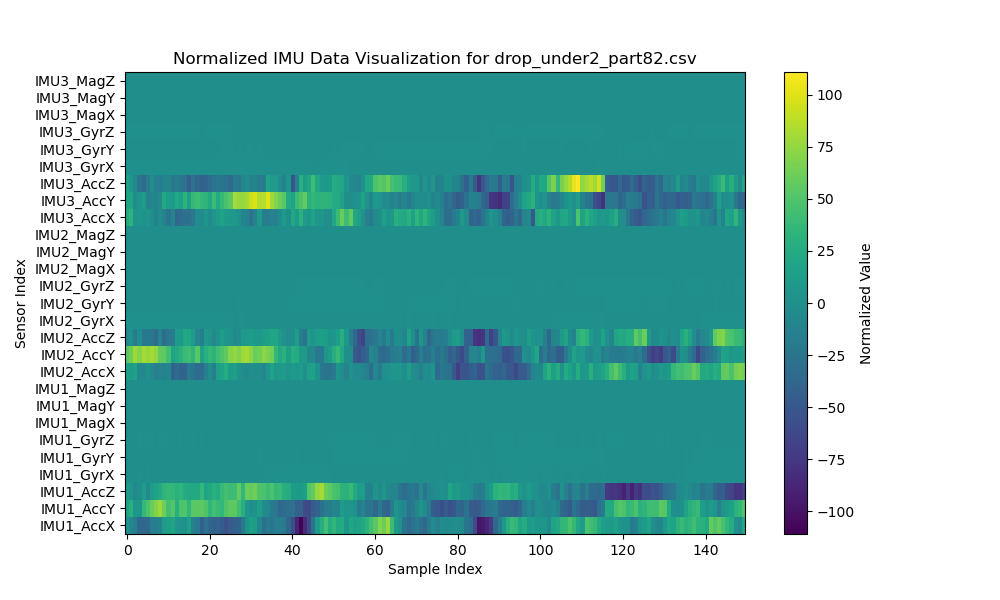 Normalized IMU Data Visualization for drop_under2_part82.csv
IMU3_MagZ
IMU3_MagY
IMU3_MagX
IMU3_GyrZ
IMU3_GyrY
IMU3_GyrX
IMU3_AccZ
IMU3_AccY
IMU3_AccX
IMU2_MagZ
IMU2_MagY
IMU2_MagX
IMU2_GyrZ
IMU2_GyrY
IMU2_GyrX
IMU2_AccZ
IMU2_AccY
IMU2_AccX
IMU1_MagZ
IMU1_MagY
IMU1_MagX
IMU1_GyrZ
IMU1_GyrY
IMU1_GyrX
IMU1_AccZ
IMU1_AccY
IMU1_AccX
Sensor Index
0 20 40 60 80 100 120 140
Sample Index
100
75
50
25
0
−25
−50
−75
−100
Normalized Value